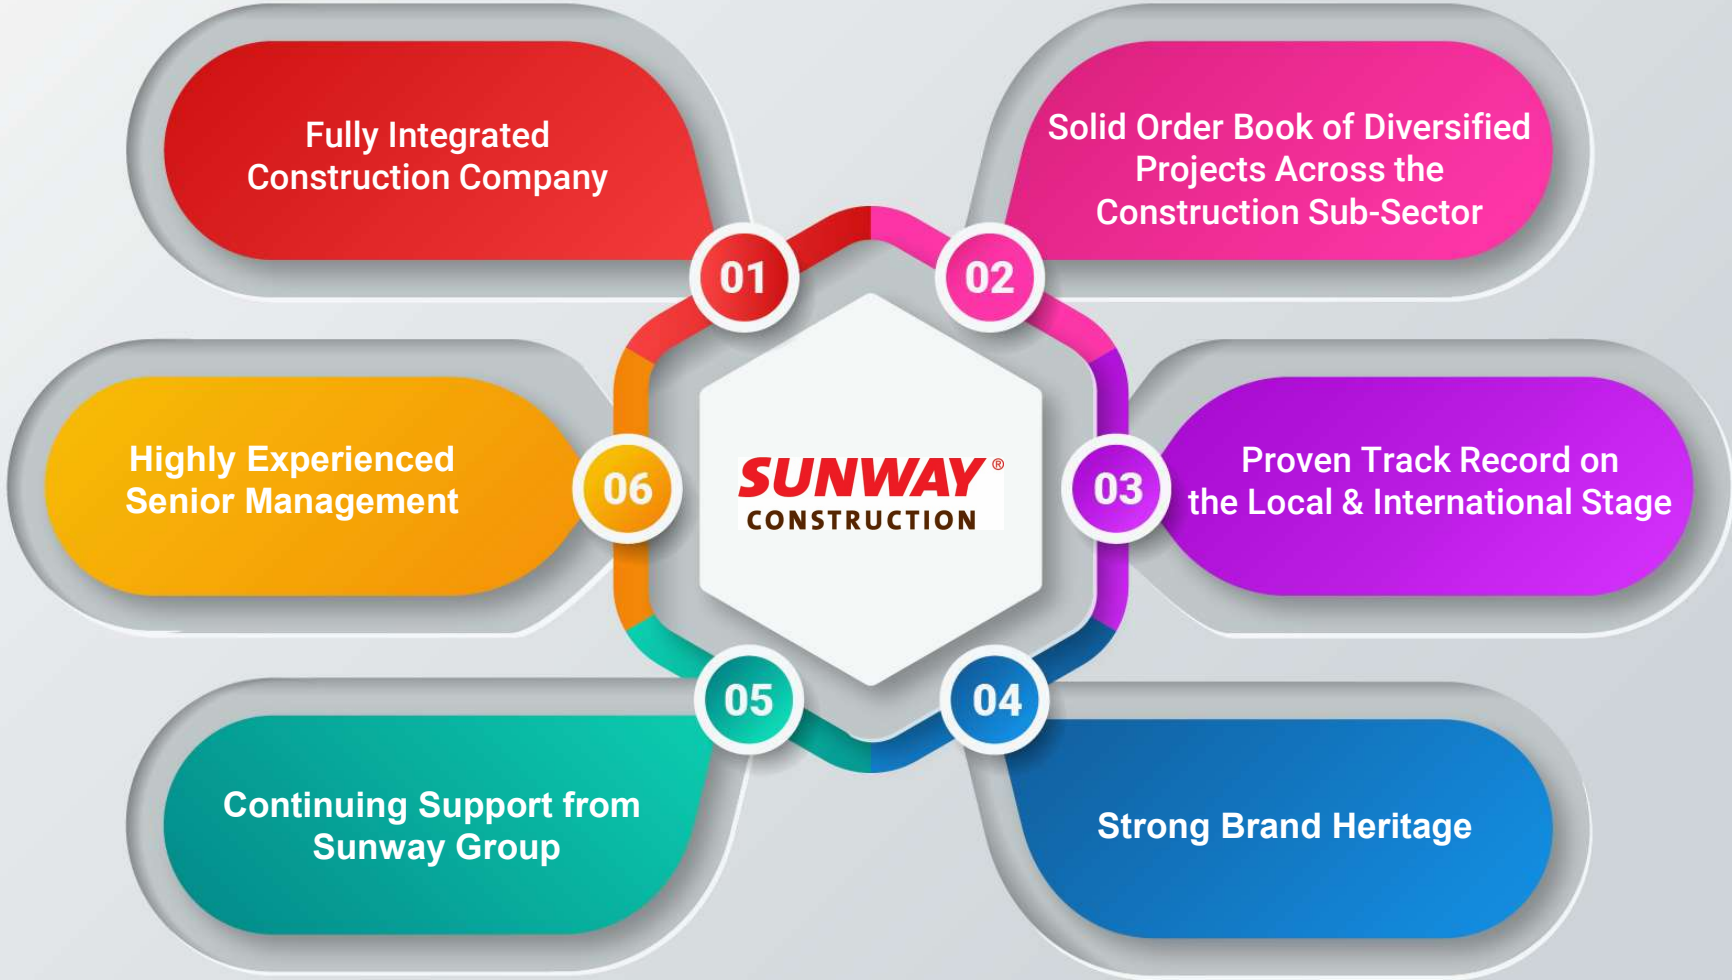 Fully Integrated
Construction Company
01
Solid Order Book of Diversified
Projects Across the
Construction Sub-Sector
02
Proven Track Record on
the Local & International Stage
03
Strong Brand Heritage
04
Continuing Support from
Sunway Group
05
Highly Experienced
Senior Management
06
SUNWAY®
CONSTRUCTION